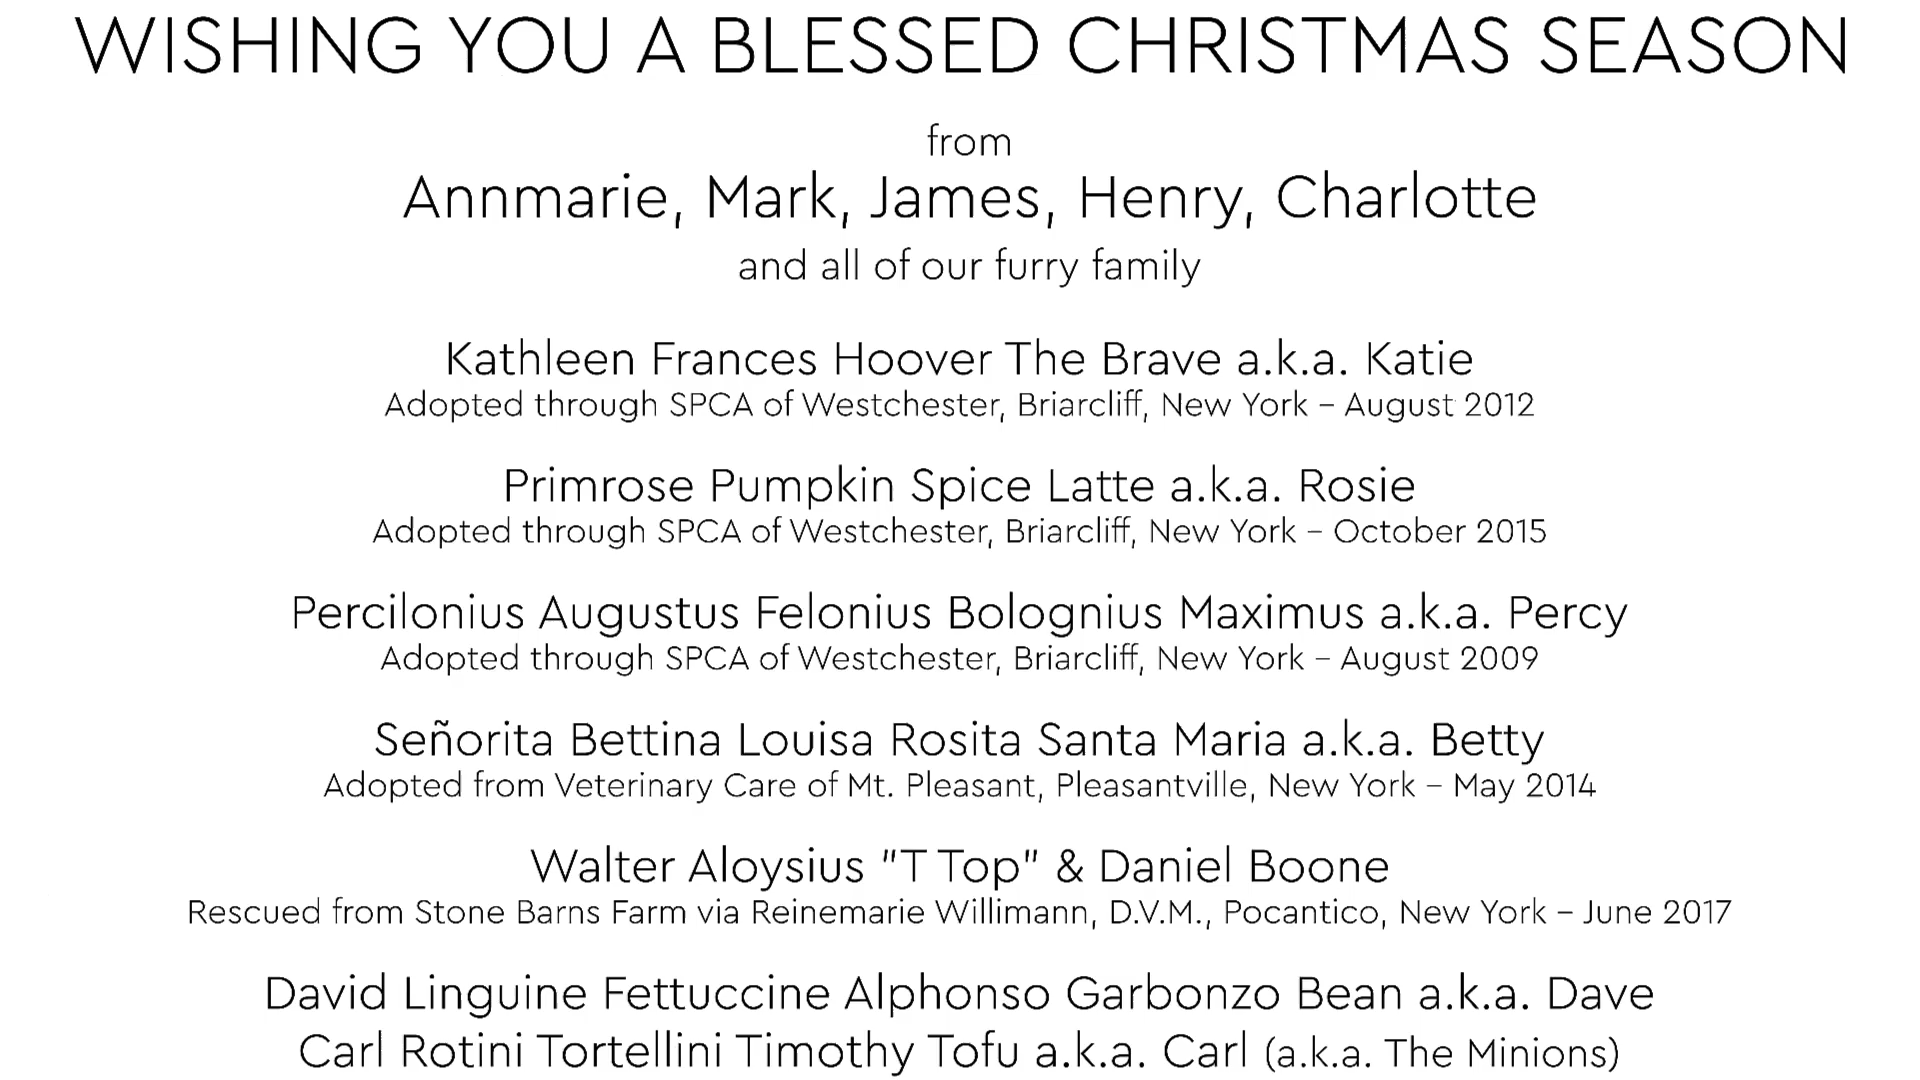 WISHING YOU A BLESSED CHRISTMAS SEASON
from
Annmarie, Mark, James, Henry, Charlotte
and all of our furry family
Kathleen Frances Hoover The Brave a.k.a. Katie
Adopted through SPCA of Westchester, Briarcliff, New York – August 2012
Primrose Pumpkin Spice Latte a.k.a. Rosie
Adopted through SPCA of Westchester, Briarcliff, New York – October 2015
Percilonius Augustus Felonius Bolognius Maximus a.k.a. Percy
Adopted through SPCA of Westchester, Briarcliff, New York – August 2009
Señorita Bettina Louisa Rosita Santa Maria a.k.a. Betty
Adopted from Veterinary Care of Mt. Pleasant, Pleasantville, New York – May 2014
Walter Aloysius "T Top" & Daniel Boone
Rescued from Stone Barns Farm via Reinemarie Willimann, D.V.M., Pocantico, New York – June 2017
David Linguine Fettuccine Alphonso Garbonzo Bean a.k.a. Dave
Carl Rotini Tortellini Timothy Tofu a.k.a. Carl (a.k.a. The Minions)